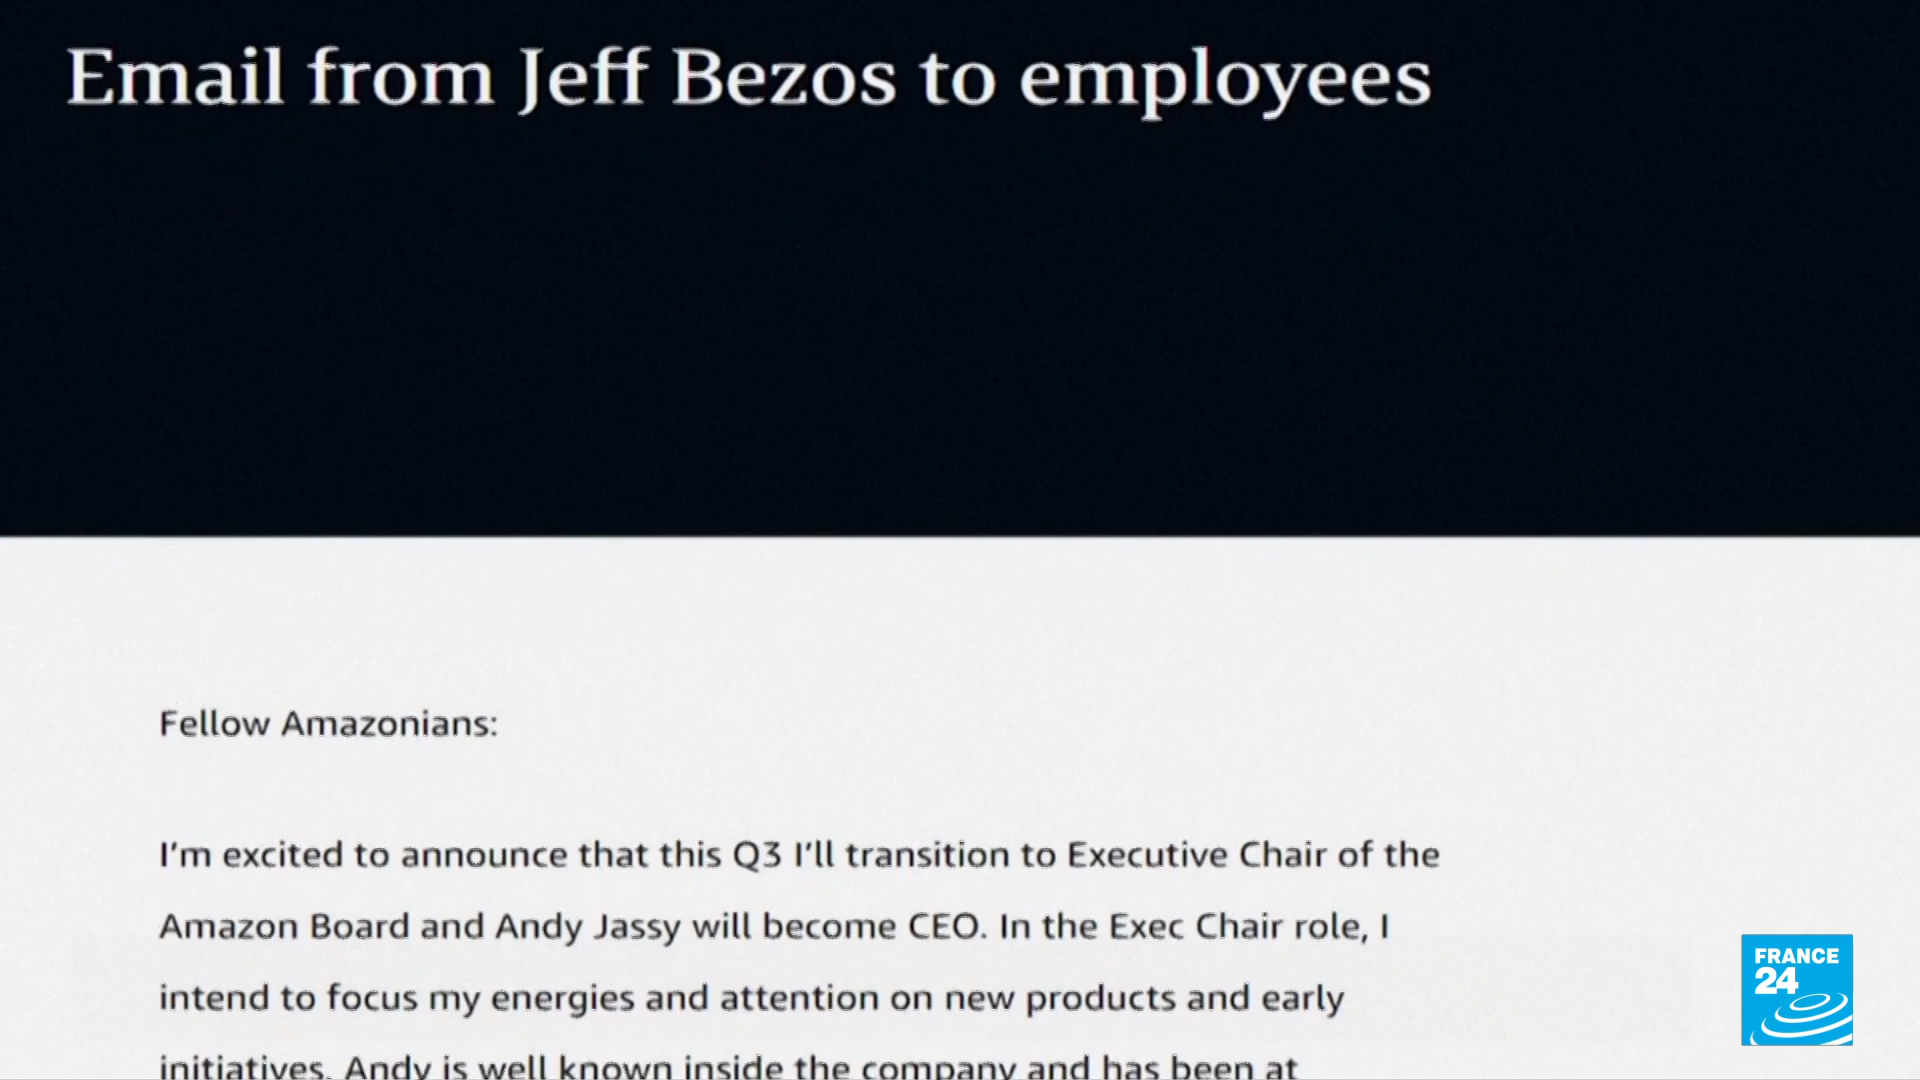 Email from Jeff Bezos to employees
Fellow Amazonians:
I'm excited to announce that this Q3 I'll transition to Executive Chair of the
Amazon Board and Andy Jassy will become CEO. In the Exec Chair role, I
intend to focus my energies and attention on new products and early
initiatives. Andy is well known inside the company and has been at
FRANCE
24